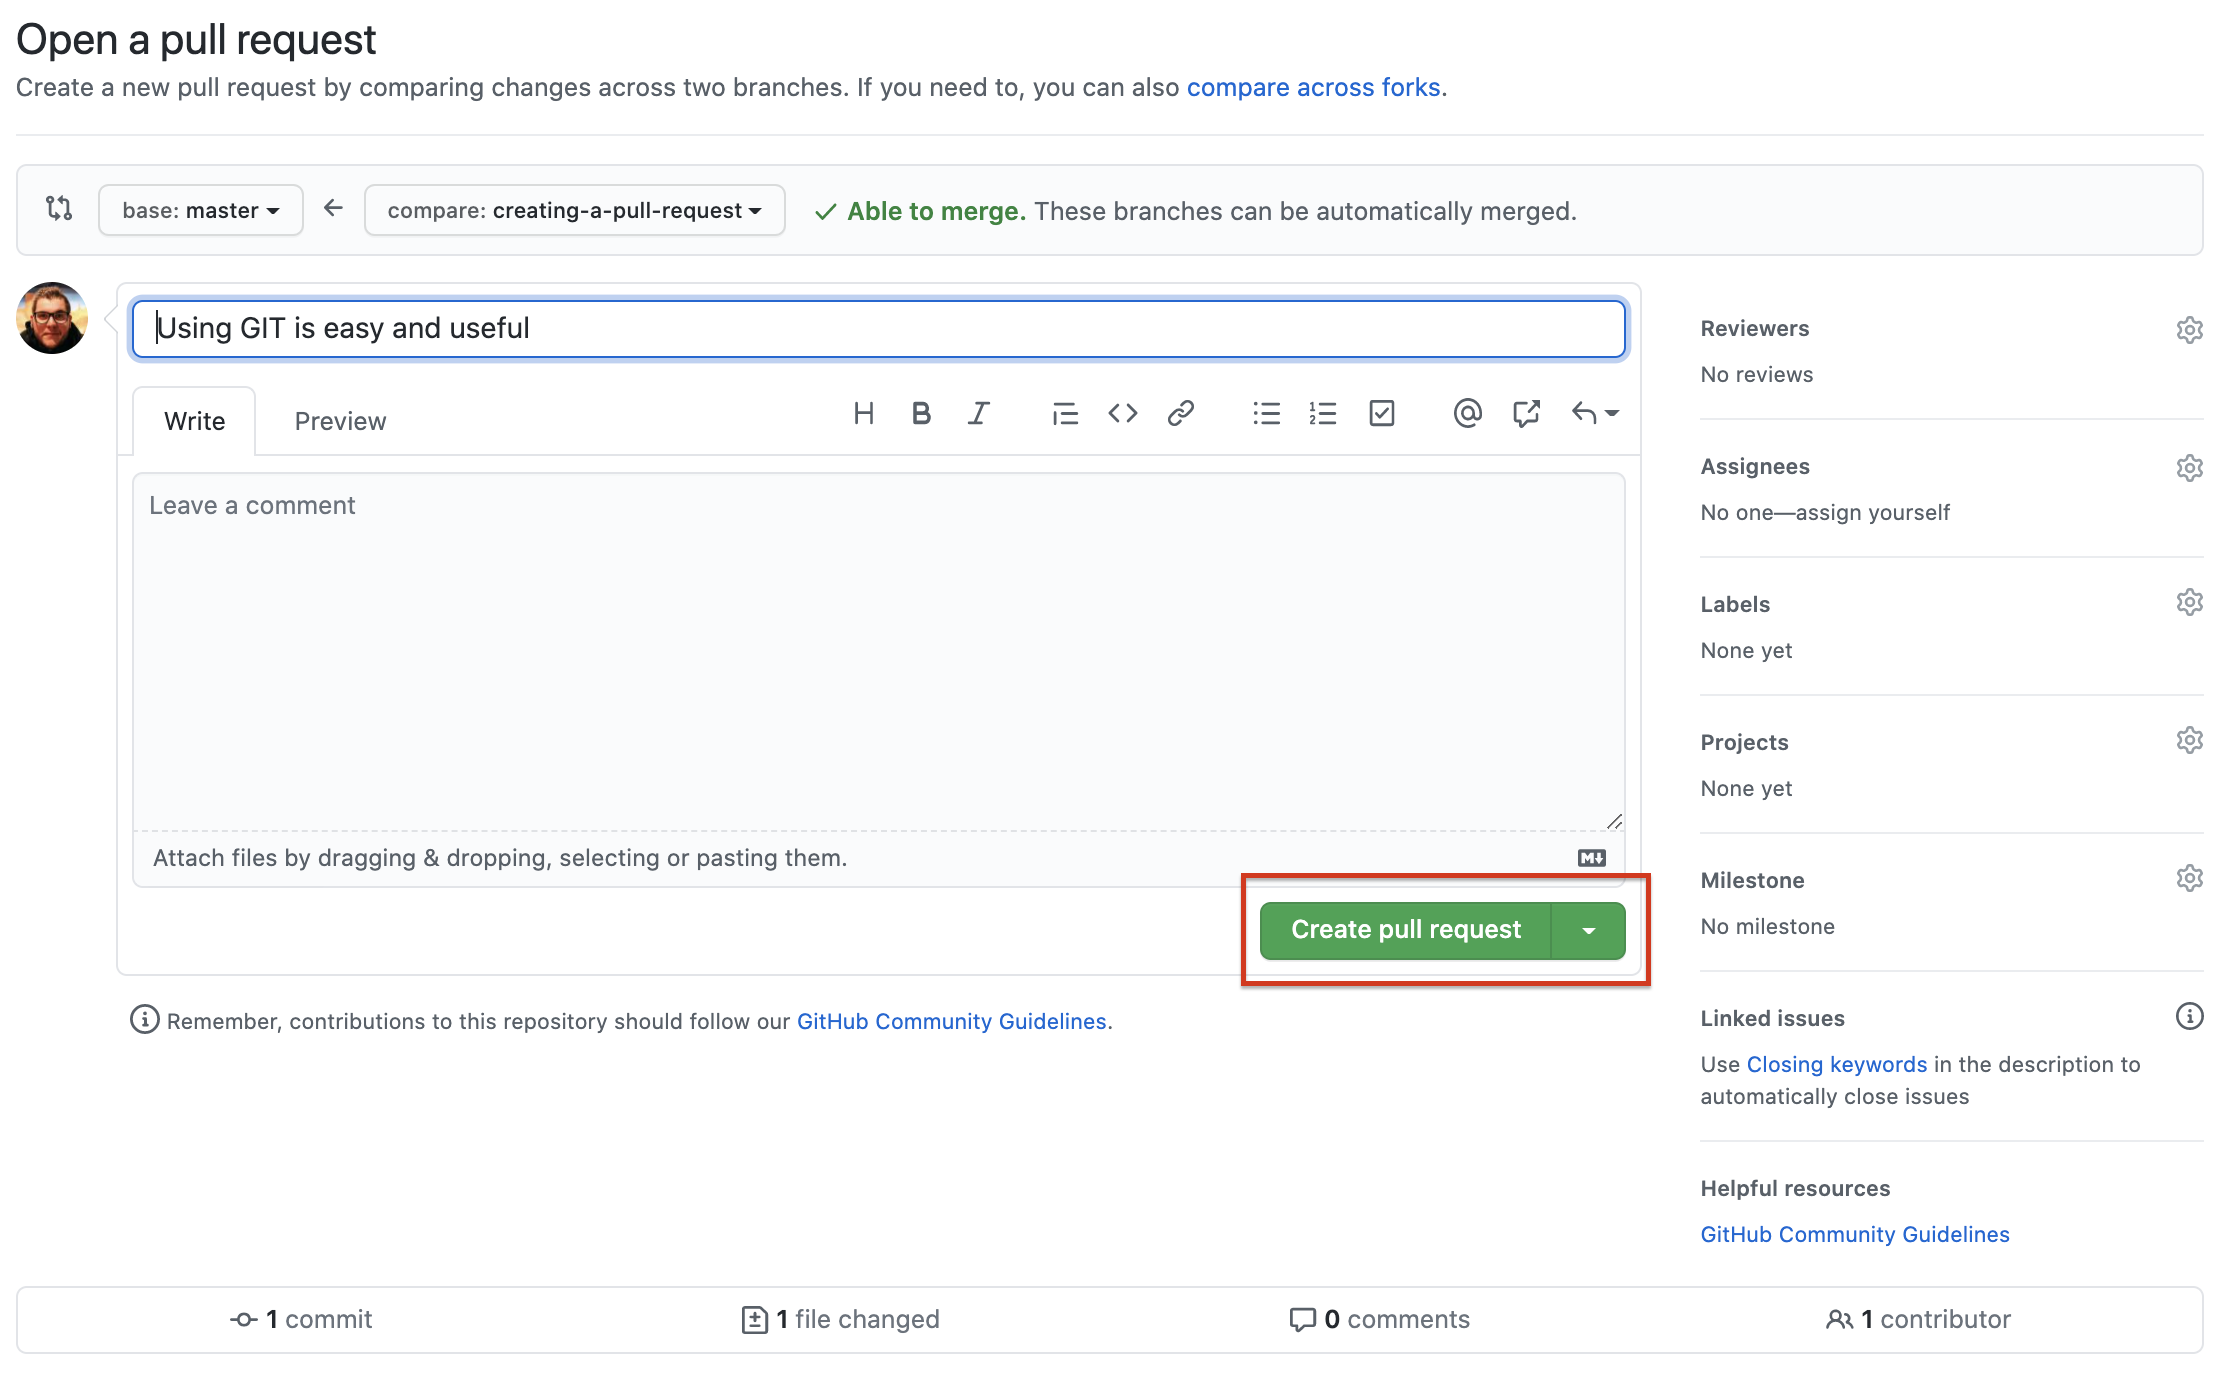 Open a pull request
Create a new pull request by comparing changes across two branches. If you need to, you can also compare across forks.
base: master
compare: creating-a-pull-request
Able to merge. These branches can be automatically merged.
Using GIT is easy and useful
Write
Preview
Leave a comment
Attach files by dragging & dropping, selecting or pasting them.
Create pull request
Remember, contributions to this repository should follow our GitHub Community Guidelines.
Reviewers
No reviews
Assignees
No one—assign yourself
Labels
None yet
Projects
None yet
Milestone
No milestone
Linked issues
Use Closing keywords in the description to
automatically close issues
Helpful resources
GitHub Community Guidelines
1 commit
1 file changed
0 comments
1 contributor